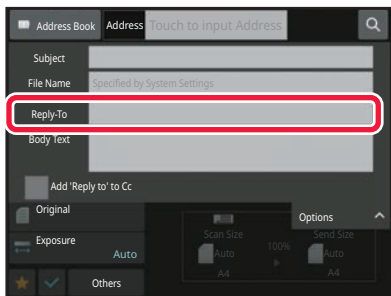 Address Book Address Touch to input Address
Subject
File Name Specified by System Settings
Reply-To
Body Text
Add 'Reply to' to Cc
Original
Options
Exposure
Auto
Scan Size
100%
Send Size
Auto
Auto
A4
A4
Others